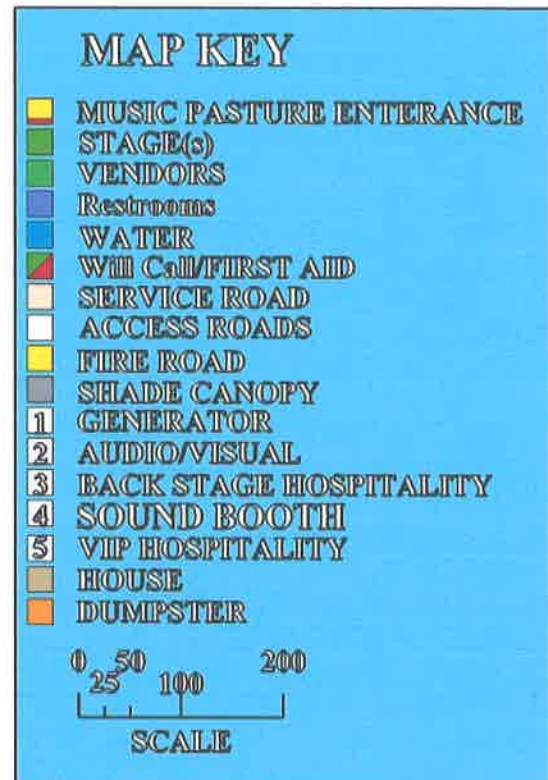 MAP KEY
MUSIC PASTURE ENTERANCE
STAGE(s)
VENDORS
Restrooms
WATER
Will Call/FIRST AID
SERVICE ROAD
ACCESS ROADS
FIRE ROAD
SHADE CANOPY
1 GENERATOR
2 AUDIO/VISUAL
3 BACK STAGE HOSPITALITY
4 SOUND BOOTH
5 VIP HOSPITALITY
HOUSE
DUMPSTER
0 50 200
25 100
SCALE